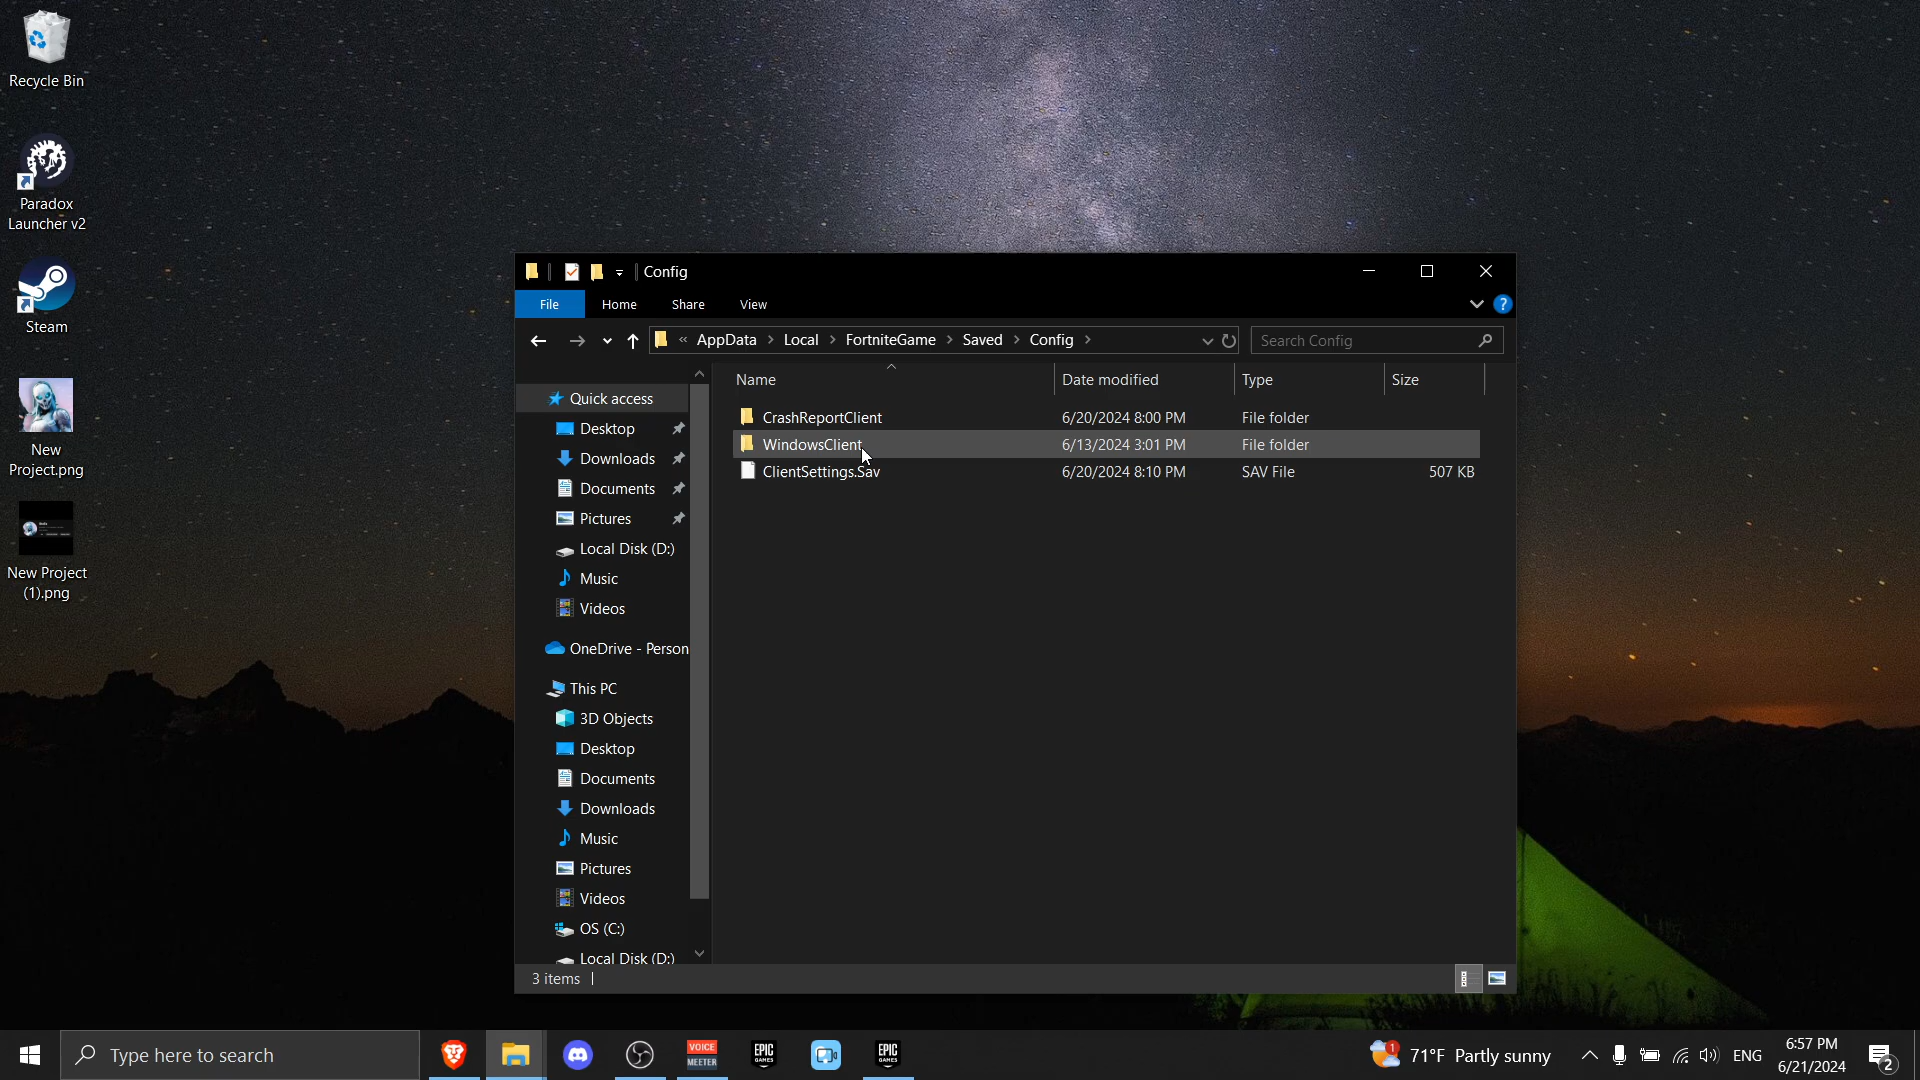 Recycle Bin
Paradox
Launcher v2
Steam
New
Project.png
New Project
(1).png
Config
File Home Share View
« AppData Local FortniteGame Saved Config
Search Config
Name Date modified Type Size
CrashReportClient 6/20/2024 8:00 PM File folder
WindowsClient 6/13/2024 3:01 PM File folder
ClientSettings.Sav 6/20/2024 8:10 PM SAV File 507 KB
Quick access
Desktop
Downloads
Documents
Pictures
Local Disk (D:)
Music
Videos
OneDrive - Person
This PC
3D Objects
Desktop
Documents
Downloads
Music
Pictures
Videos
OS (C:)
Local Disk (D:)
3 items
Type here to search
VOICE
MEETER
EPIC
GAMES
EPIC
GAMES
1
71°F Partly sunny
ENG
6:57 PM
6/21/2024
2